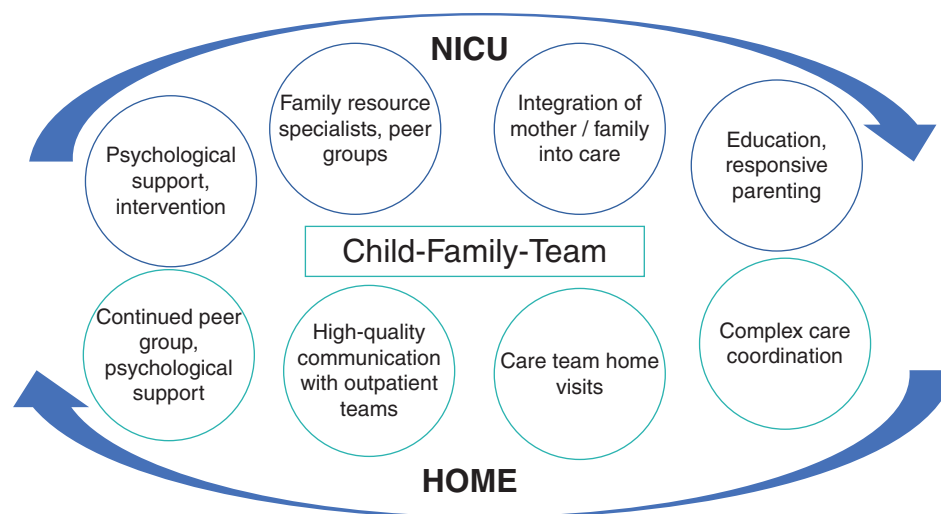 NICU
Psychological
support,
intervention
Family resource
specialists, peer
groups
Integration of
mother / family
into care
Education,
responsive
parenting
Child-Family-Team
Continued peer
group,
psychological
support
High-quality
communication
with outpatient
teams
Care team home
visits
Complex care
coordination
HOME